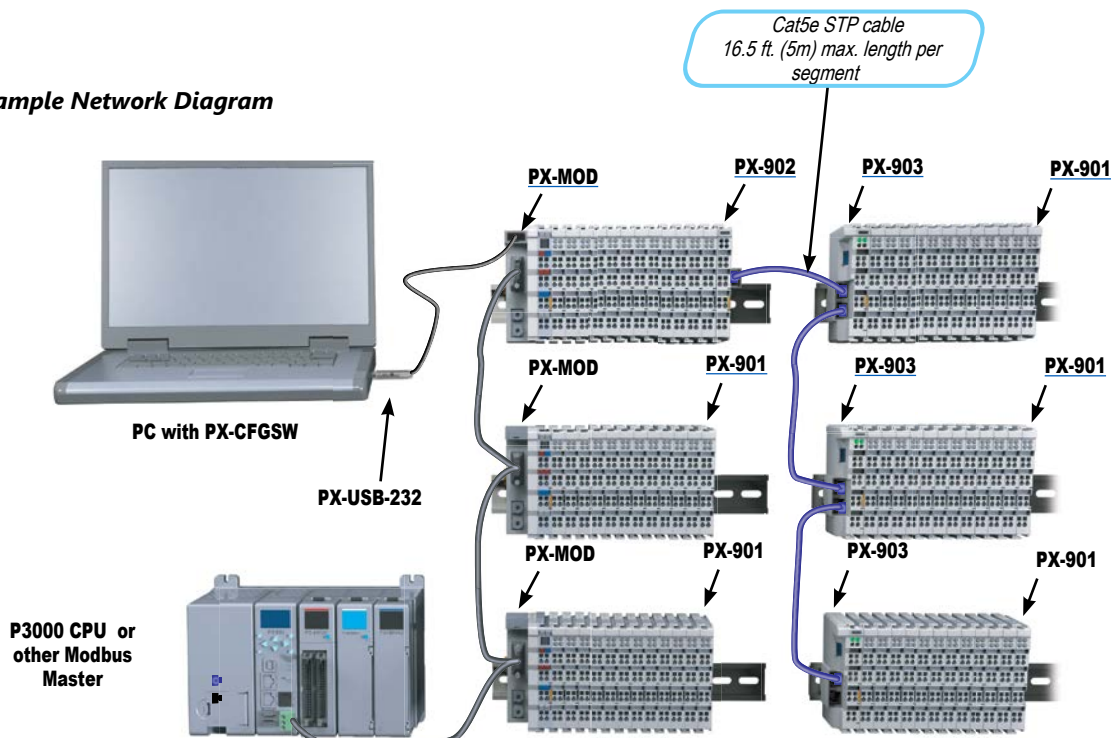 Cat5e STP cable
16.5 ft. (5m) max. length per
segment
ample Network Diagram
PX-MOD
PX-902
PX-903
PX-901
PC with PX-CFGSW
PX-USB-232
PX-MOD
PX-901
PX-903
PX-901
PX-MOD
PX-901
PX-903
PX-901
P3000 CPU or
other Modbus
Master